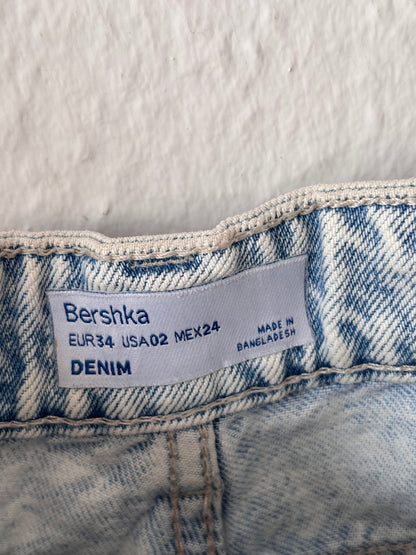 Bershka
EUR34 USA02 MEX24
DENIM
MADE IN
BANGLADESH